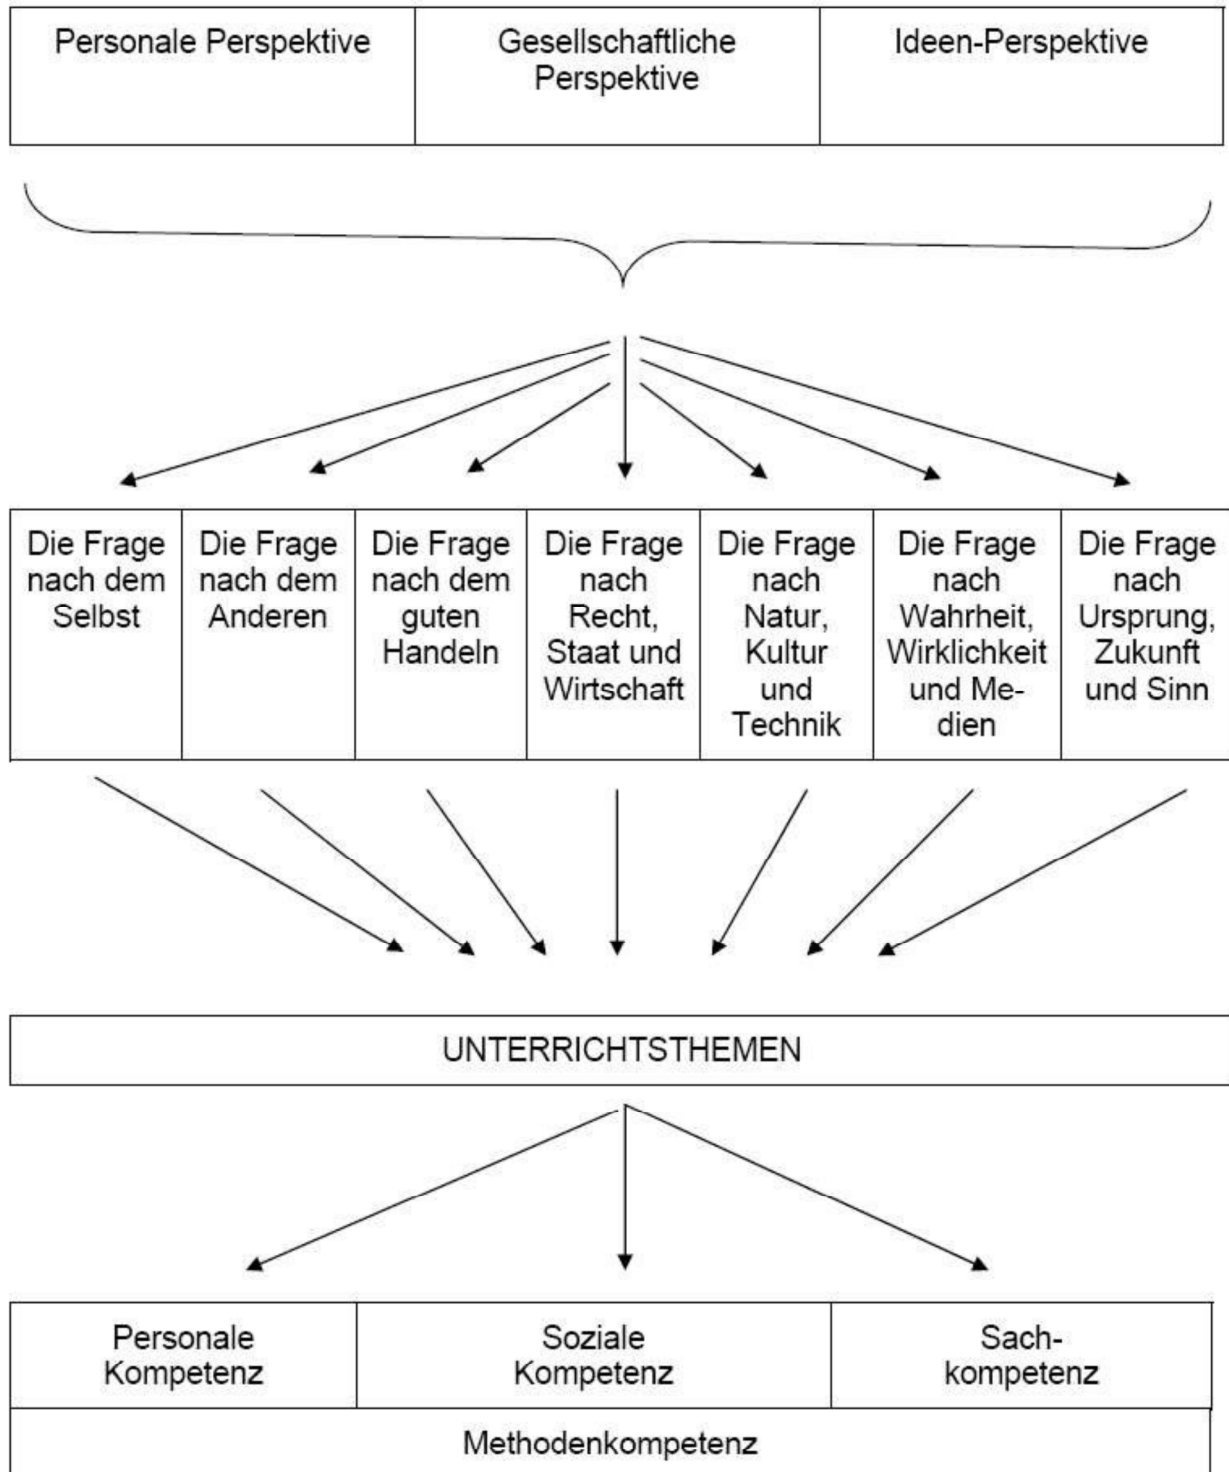 Personale Perspektive
Gesellschaftliche
Perspektive
Ideen-Perspektive
Die Frage
nach dem
Selbst
Die Frage
nach dem
Anderen
Die Frage
nach dem
guten
Handeln
Die Frage
nach
Recht,
Staat und
Wirtschaft
Die Frage
nach
Natur,
Kultur
und
Technik
Die Frage
nach
Wahrheit,
Wirklichkeit
und Me-
dien
Die Frage
nach
Ursprung,
Zukunft
und Sinn
UNTERRICHTSTHEMEN
Personale
Kompetenz
Soziale
Kompetenz
Sach-
kompetenz
Methodenkompetenz